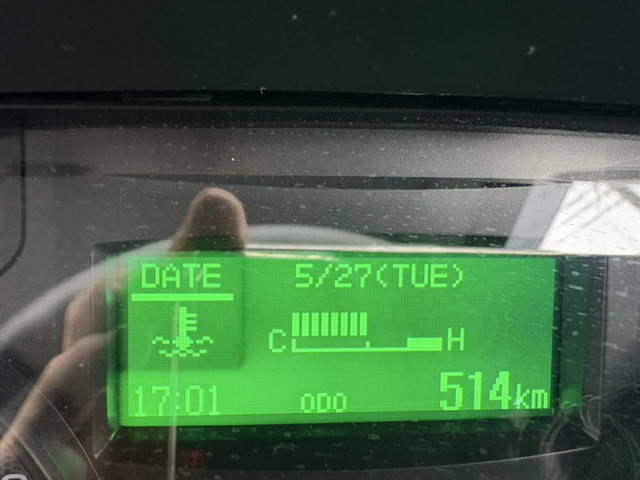 DATE 5/27(TUE)
C H
17:01 ODO 514km